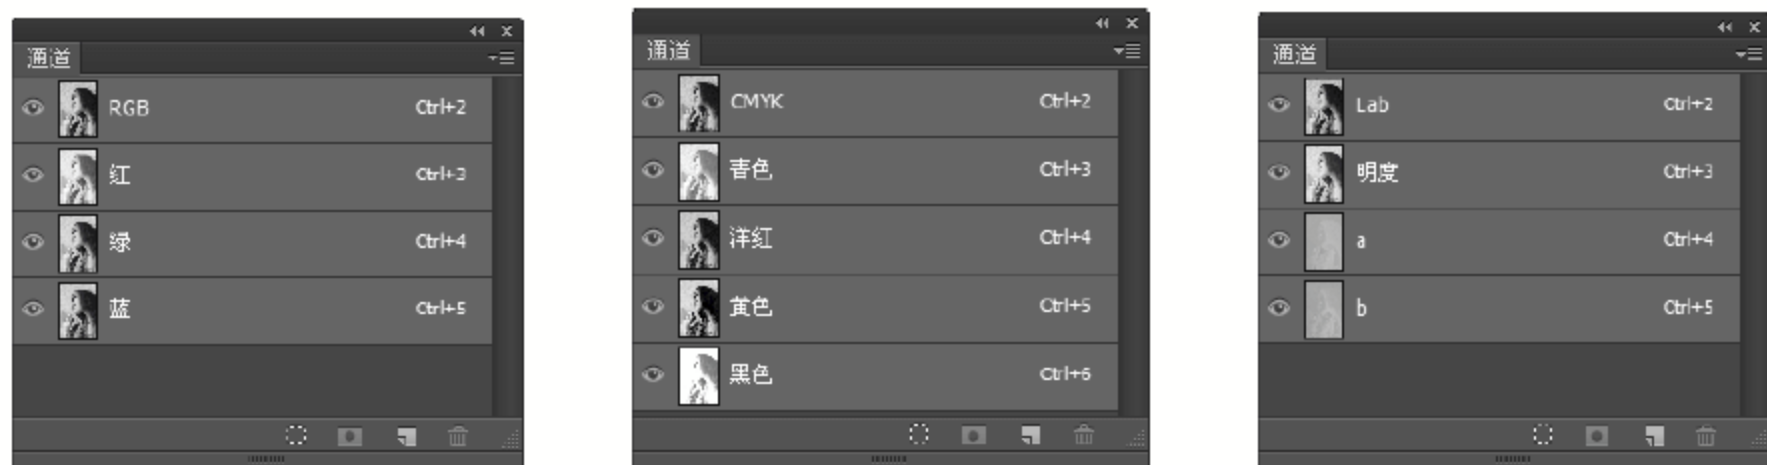 通道
RGB Ctrl+2
红 Ctrl+3
绿 Ctrl+4
蓝 Ctrl+5
通道
CMYK Ctrl+2
青色 Ctrl+3
洋红 Ctrl+4
黄色 Ctrl+5
黑色 Ctrl+6
通道
Lab Ctrl+2
明度 Ctrl+3
a Ctrl+4
b Ctrl+5